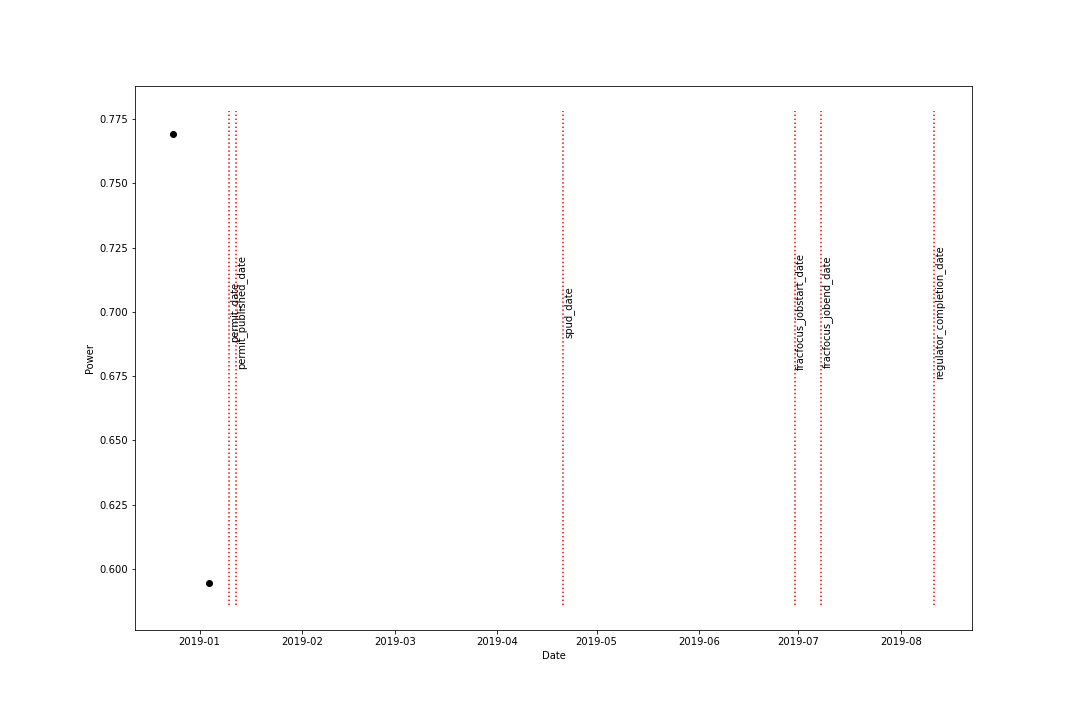 0.775
0.750
0.725
0.700
0.675
0.650
0.625
0.600
Power
permit_date
permit_published_date
spud_date
fracfocus_jobstart_date
fracfocus_jobend_date
regulator_completion_date
2019-01
2019-02
2019-03
2019-04
2019-05
2019-06
2019-07
2019-08
Date